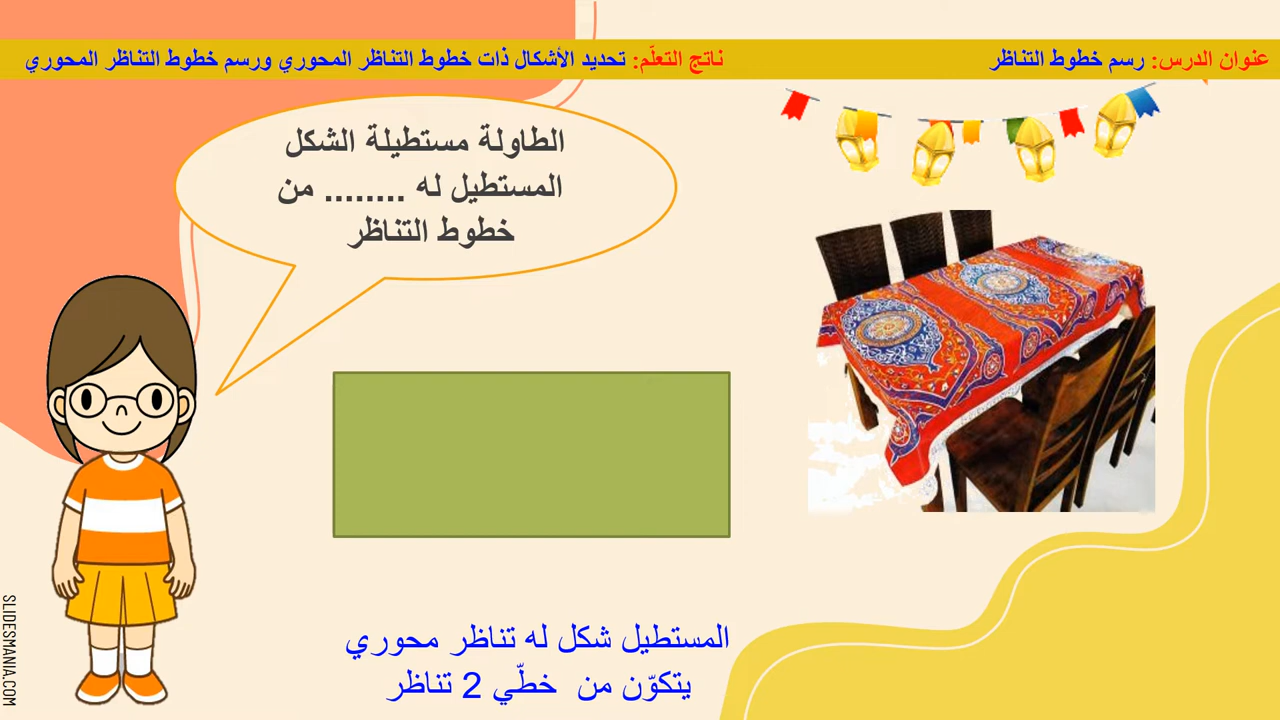 عنوان الدرس: رسم خطوط التناظر
ناتج التعلّم: تحديد الأشكال ذات خطوط التناظر المحوري ورسم خطوط التناظر المحوري
الطاولة مستطيلة الشكل
المستطيل له ........ من
خطوط التناظر
المستطيل شكل له تناظر محوري
يتكوّن من خطّي 2 تناظر
SLIDESMANIA.COM